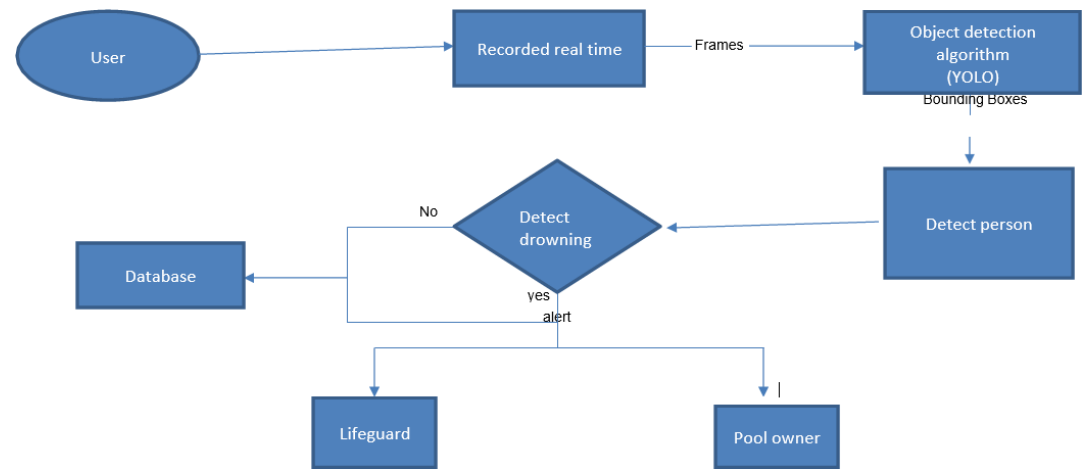 User
Recorded real time
Frames
Object detection
algorithm
(YOLO)
Bounding Boxes
Detect person
Detect
drowning
No
Database
yes
alert
Lifeguard
Pool owner